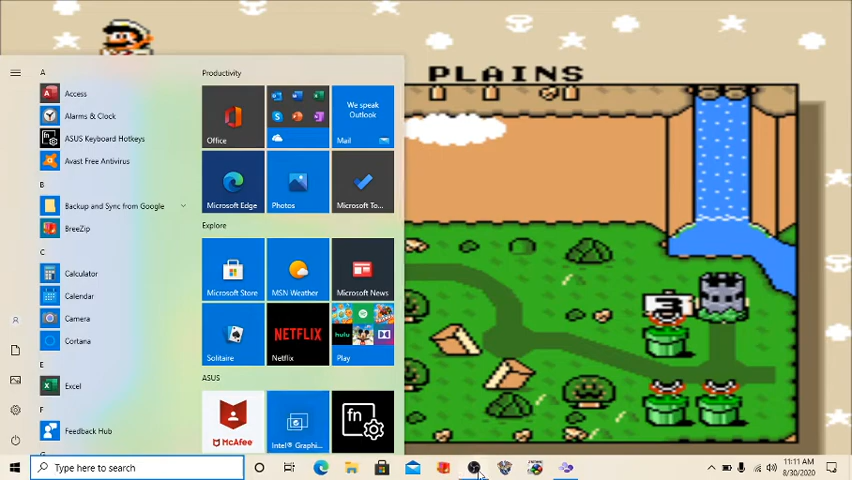 PLAINS
A
Access
Alarms & Clock
ASUS Keyboard Hotkeys
Avast Free Antivirus
B
Backup and Sync from Google
BreeZip
C
Calculator
Calendar
Camera
Cortana
E
Excel
F
Feedback Hub
Productivity
Office
We speak
Outlook
Mail
Microsoft Edge
Photos
Microsoft To...
Explore
Microsoft Store
MSN Weather
Microsoft News
Solitaire
NETFLIX
Netflix
Play
ASUS
McAfee
Intel® Graphi...
fn
3
Type here to search
11:11 AM
8/30/2020